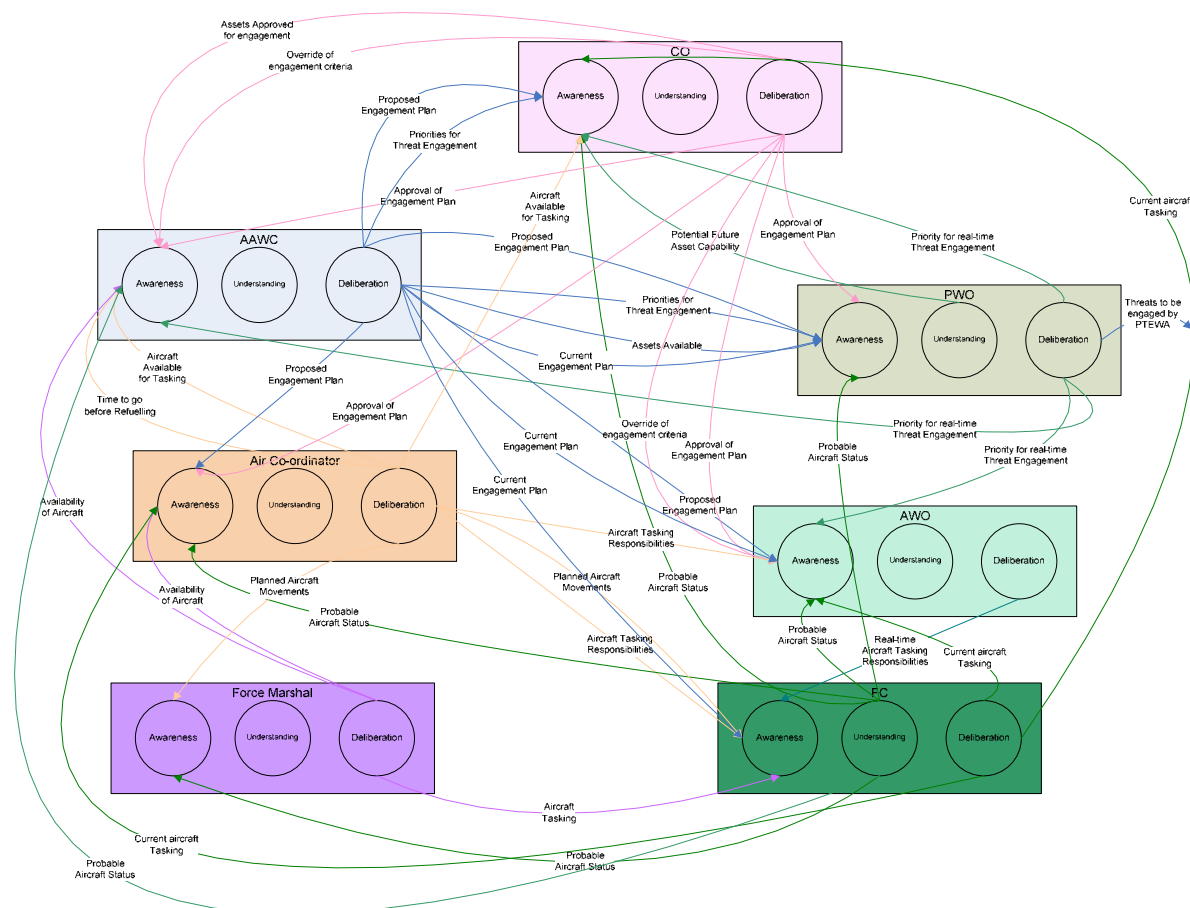 Assets Approved
for engagement
Override of
engagement criteria
CO
Awareness
Understanding
Deliberation
Proposed
Engagement Plan
Priorities for
Threat Engagement
Approval of
Engagement Plan
Aircraft
Available
for Tasking
Current aircraf
Tasking
AAWC
Awareness
Understanding
Deliberation
Proposed
Engagement Plan
Potential Future
Asset Capability
Approval of
Engagement Plan
Priority for real-time
Threat Engagement
PWO
Awareness
Understanding
Deliberation
Threats to be
engaged by
PTEWA
Priorities for
Threat Engagement
Assets Available
Current
Engagement Plan
Aircraft
Available
for Tasking
Proposed
Engagement Plan
Time to go
before Refuelling
Approval of
Engagement Plan
Override of
engagement criteria
Priority for real-time
Threat Engagement
Current
Engagement Plan
Approval of
Engagement Plan
Probable
Aircraft Status
Priority for real-time
Threat Engagement
Air Co-ordinator
Awareness
Understanding
Deliberation
Current
Engagement Plan
Proposed
Engagement Plan
Availability
of Aircraft
AWO
Awareness
Understanding
Deliberation
Aircraft Tasking
Responsibilities
Planned Aircraft
Movements
Availability
of Aircraft
Planned Aircraft
Movements
Probable
Aircraft Status
Probable
Aircraft Status
Aircraft Tasking
Responsibilities
Probable
Aircraft Status
Real-time
Aircraft Tasking
Responsibilities
Current aircraft
Tasking
Force Marshal
Awareness
Understanding
Deliberation
FC
Awareness
Understanding
Deliberation
Aircraft
Tasking
Current aircraft
Tasking
Probable
Aircraft Status
Probable
Aircraft Status